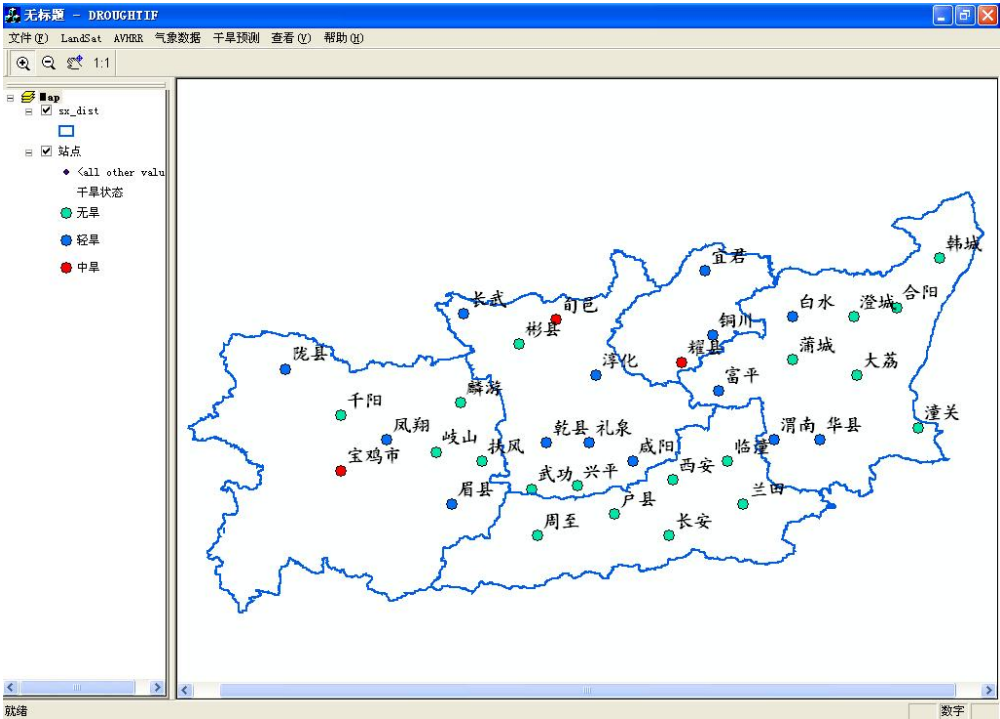 无标题 - DROUGHTIF
文件(F) LandSat AVHRR 气象数据 干旱预测 查看(V) 帮助(H)
1:1
Map
sx_dist
站点
<all other valu
干旱状态
无旱
轻旱
中旱
韩城
宜君
合阳
长武
旬邑
白水
澄城
彬县
铜川
耀县
蒲城
陇县
淳化
大荔
富平
麟游
千阳
潼关
凤翔
乾县
礼泉
渭南
华县
岐山
扶风
咸阳
临潼
宝鸡市
西安
武功
兴平
眉县
兰田
户县
周至
长安
就绪
数字